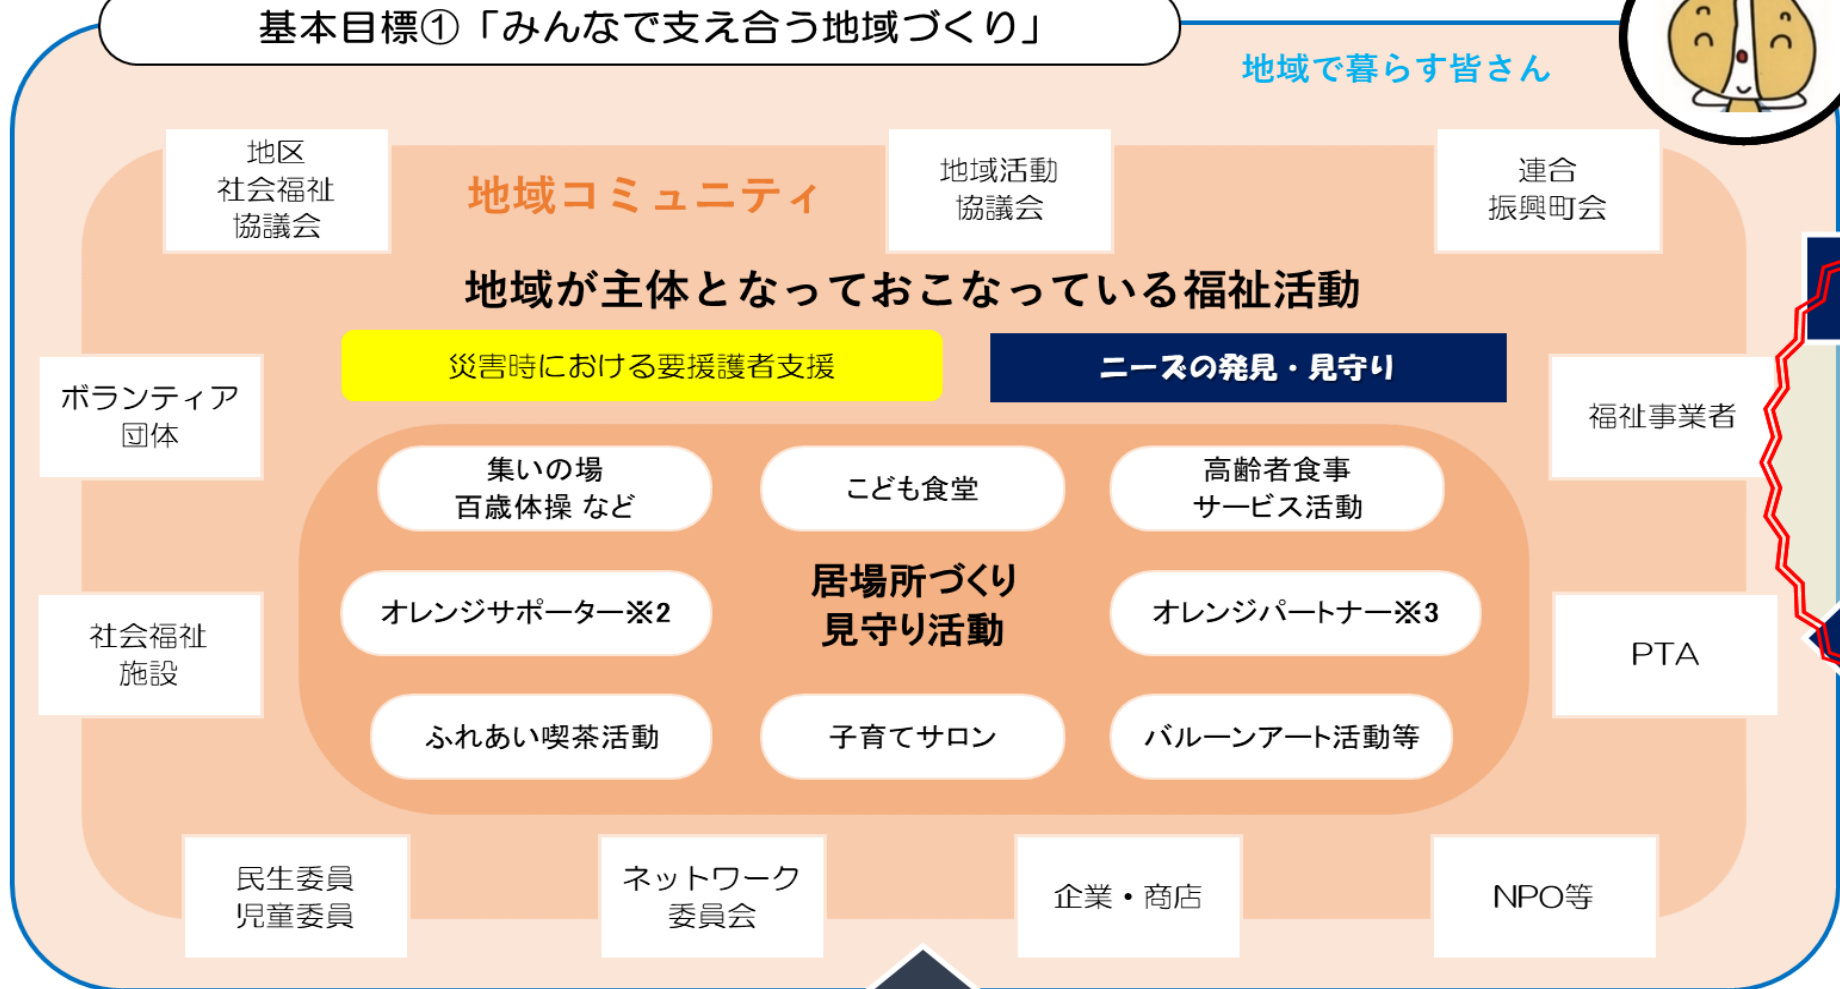 基本目標①「みんなで支え合う地域づくり」
地域で暮らす皆さん
地区
社会福祉
協議会
地域コミュニティ
地域活動
協議会
連合
振興町会
地域が主体となっておこなっている福祉活動
災害時における要援護者支援
ニーズの発見・見守り
ボランティア
団体
福祉事業者
集いの場
百歳体操 など
こども食堂
高齢者食事
サービス活動
居場所づくり
見守り活動
オレンジサポーター※2
オレンジパートナー※3
社会福祉
施設
PTA
ふれあい喫茶活動
子育てサロン
バルーンアート活動等
民生委員
児童委員
ネットワーク
委員会
企業・商店
NPO等